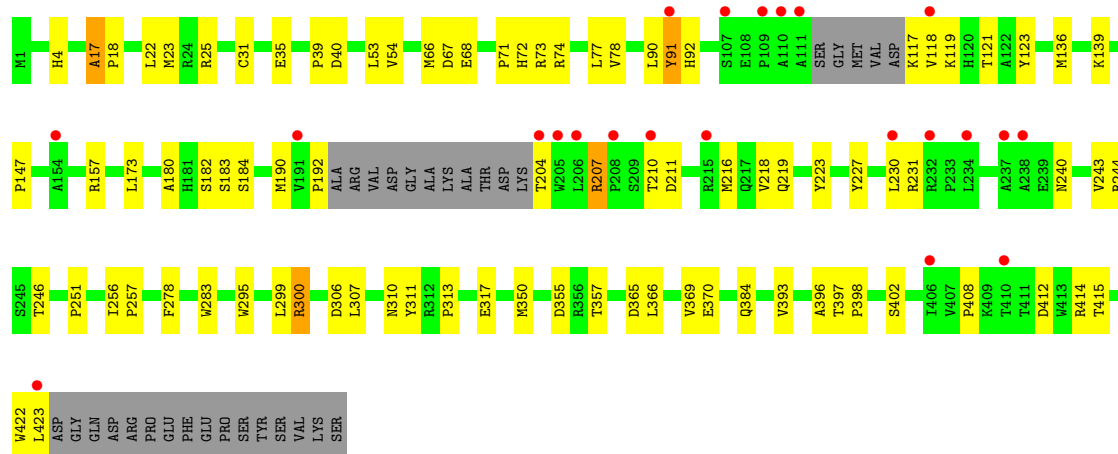 M1 H4 A17 P18 L22 M23 R24 R25 C31 E35 P39 D40 L53 V54 M66 D67 E68 P71 H72 R73 R74 L77 V78 L90 Y91 H92 S107 E108 P109 A110 A111 SER GLY MET VAL ASP K117 V118 K119 H120 T121 A122 Y123 M136 K139
P147 A154 R157 L173 A180 H181 S182 S183 S184 M190 V191 P192 ALA ARG VAL ASP GLY ALA LYS ALA THR ASP LYS T204 W205 L206 R207 P208 S209 T210 D211 R215 M216 Q217 V218 Q219 Y223 Y227 L230 R231 R232 P233 L234 A237 A238 E239 N240 V243
S245 T246 P251 I256 P257 F278 W283 W295 L299 R300 D306 L307 N310 Y311 R312 P313 E317 M350 D355 R356 T357 D365 L366 V369 E370 Q384 V393 A396 T397 P398 S402 I406 V407 P408 K409 T410 T411 D412 W413 R414 T415
W422 L423 ASP GLY GLN ASP ARG PRO GLU PHE GLU PRO SER TYR SER VAL LYS SER